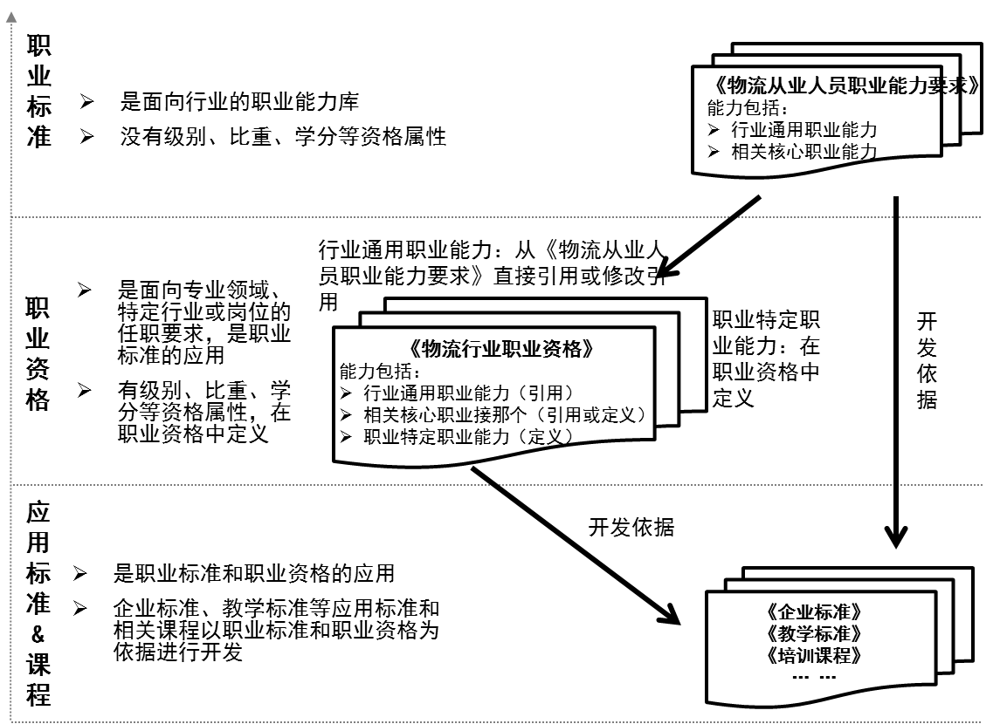 职业标准
➢ 是面向行业的职业能力库
➢ 没有级别、比重、学分等资格属性
《物流从业人员职业能力要求》
能力包括：
➢ 行业通用职业能力
➢ 相关核心职业能力
职业资格
➢ 是面向专业领域、
特定行业或岗位的
任职要求，是职业
标准的应用
➢ 有级别、比重、学
分等资格属性，在
职业资格中定义
行业通用职业能力：从《物流从业人
员职业能力要求》直接引用或修改引
用
《物流行业职业资格》
能力包括：
➢ 行业通用职业能力（引用）
➢ 相关核心职业接那个（引用或定义）
➢ 职业特定职业能力（定义）
职业特定职
业能力：在
职业资格中
定义
开发依据
应用标准&课程
➢ 是职业标准和职业资格的应用
➢ 企业标准、教学标准等应用标准和
相关课程以职业标准和职业资格为
依据进行开发
开发依据
《企业标准》
《教学标准》
《培训课程》
… …